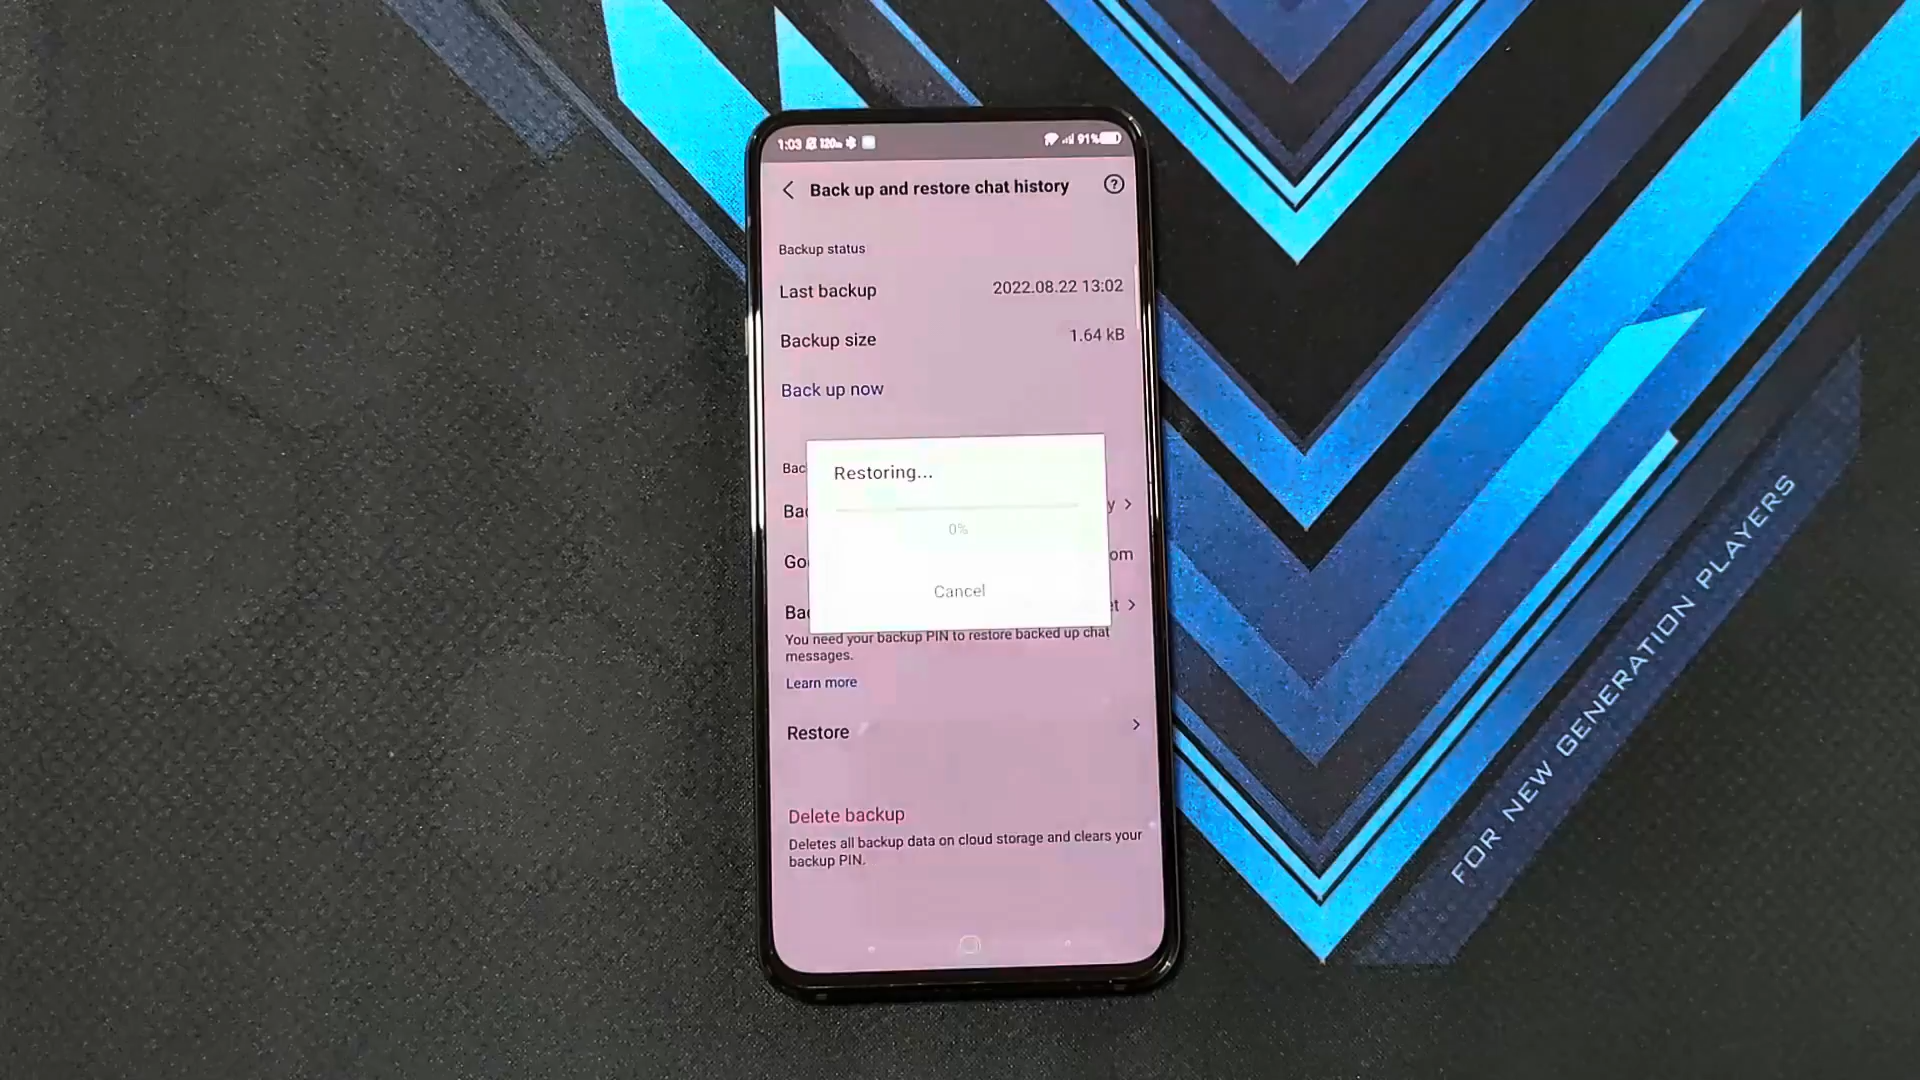 1:03
91%
Back up and restore chat history
Backup status
Last backup 2022.08.22 13:02
Backup size 1.64 kB
Back up now
Bac
Restoring...
Bac y
0%
Go om
Cancel
Bac et
You need your backup PIN to restore backed up chat
messages.
Learn more
Restore
Delete backup
Deletes all backup data on cloud storage and clears your
backup PIN.
FOR NEW GENERATION PLAYERS